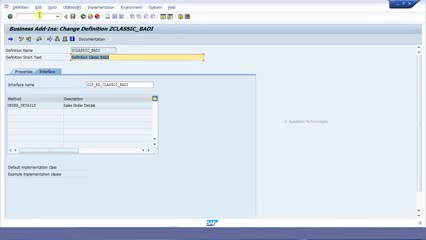 Definition Edit Goto Utilities(M) Implementation Environment System Help
Business Add-Ins: Change Definition ZCLASSIC_BADI
Documentation
Definition Name ZCLASSIC_BADI
Definition Short Text Definition Classic BADI
Properties Interface
Interface name ZIF_EX_CLASSIC_BADI
Method Description
ORDER_DETAILS Sales Order Details
Default implementation class
Example implementation classes
SAP